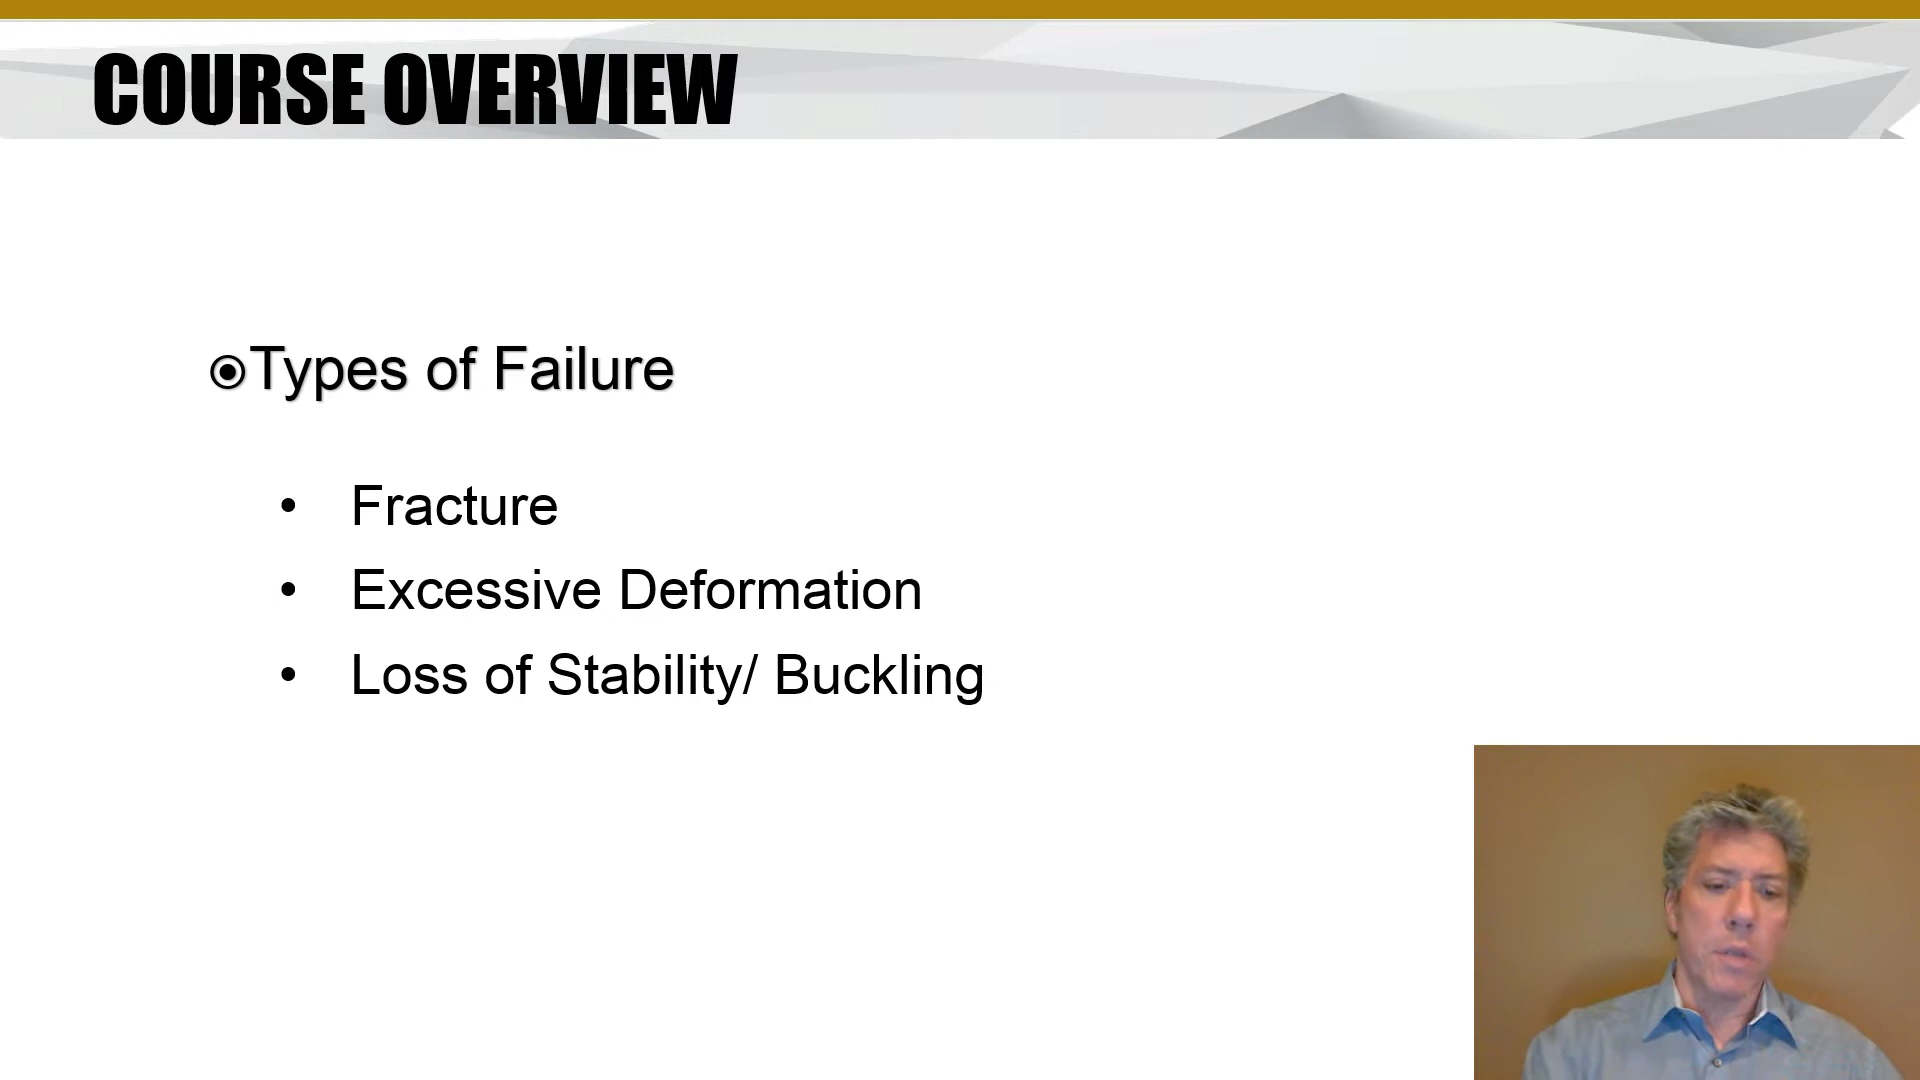 COURSE OVERVIEW
Types of Failure
• Fracture
• Excessive Deformation
• Loss of Stability/ Buckling